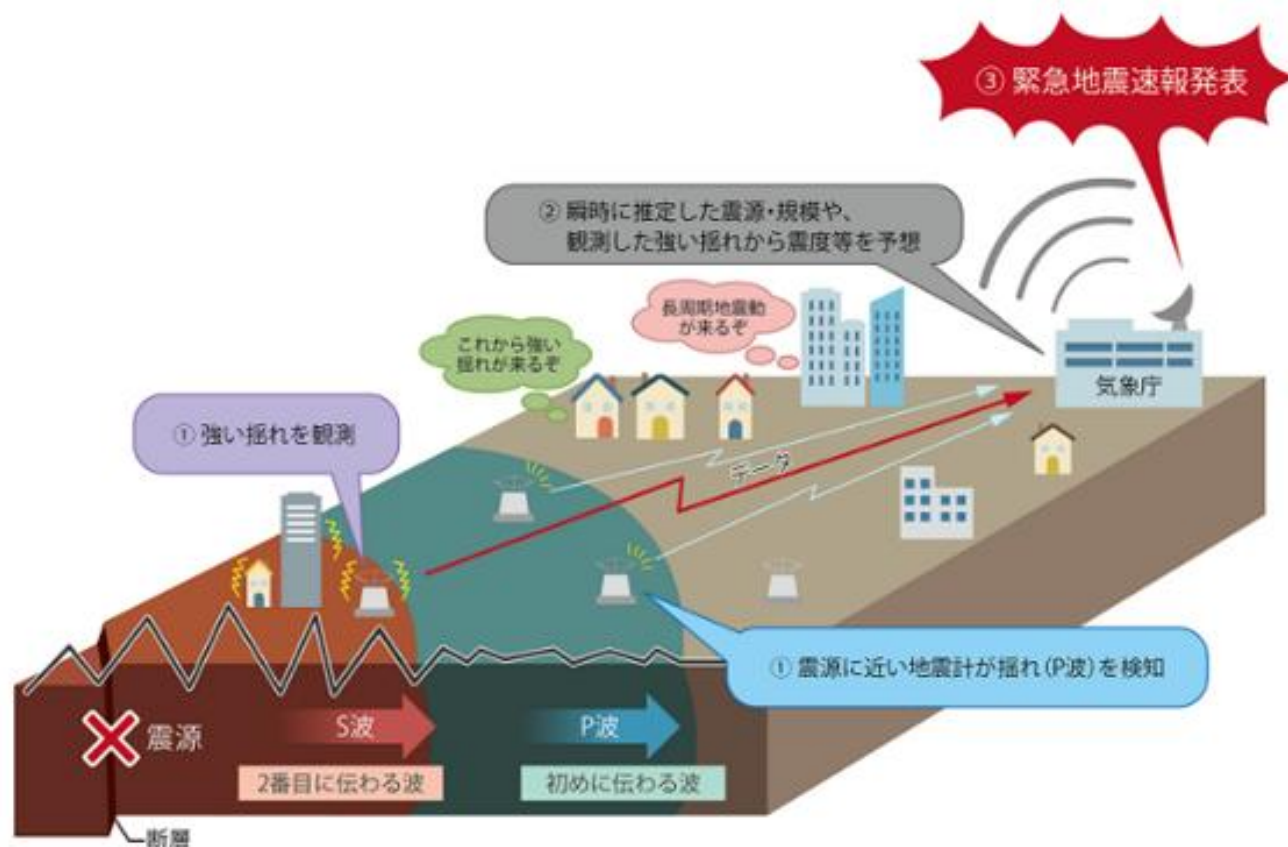 ③ 緊急地震速報発表
② 瞬時に推定した震源・規模や、
観測した強い揺れから震度等を予想
長周期地震動
が来るぞ
これから強い
揺れが来るぞ
気象庁
① 強い揺れを観測
データ
① 震源に近い地震計が揺れ（P波）を検知
震源
S波
P波
2番目に伝わる波
初めに伝わる波
断層